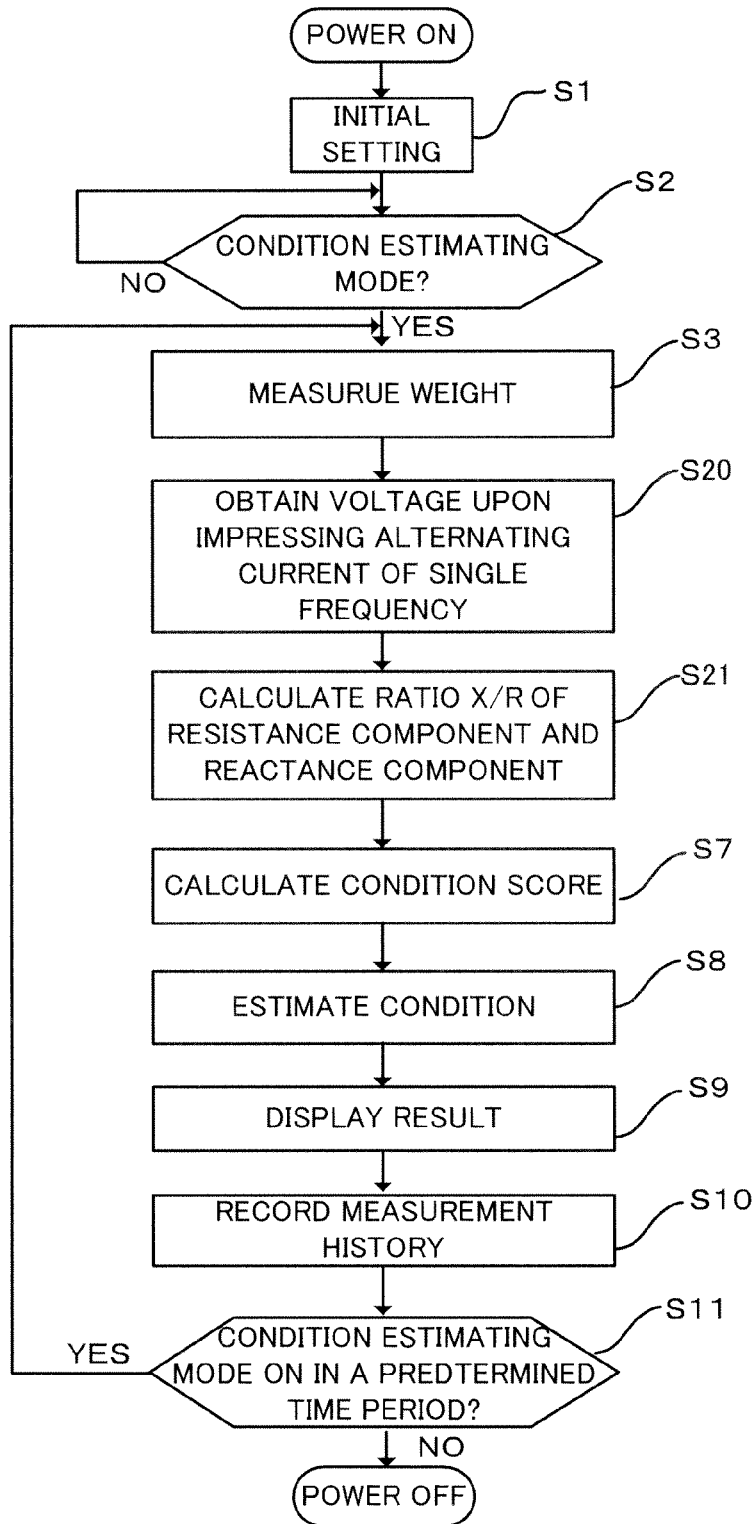 POWER ON
S1
INITIAL
SETTING
S2
CONDITION ESTIMATING
MODE?
NO
YES
S3
MEASURUE WEIGHT
S20
OBTAIN VOLTAGE UPON
IMPRESSING ALTERNATING
CURRENT OF SINGLE
FREQUENCY
S21
CALCULATE RATIO X/R OF
RESISTANCE COMPONENT AND
REACTANCE COMPONENT
S7
CALCULATE CONDITION SCORE
S8
ESTIMATE CONDITION
S9
DISPLAY RESULT
S10
RECORD MEASUREMENT
HISTORY
S11
CONDITION ESTIMATING
YES
MODE ON IN A PREDTERMINED
TIME PERIOD?
NO
POWER OFF